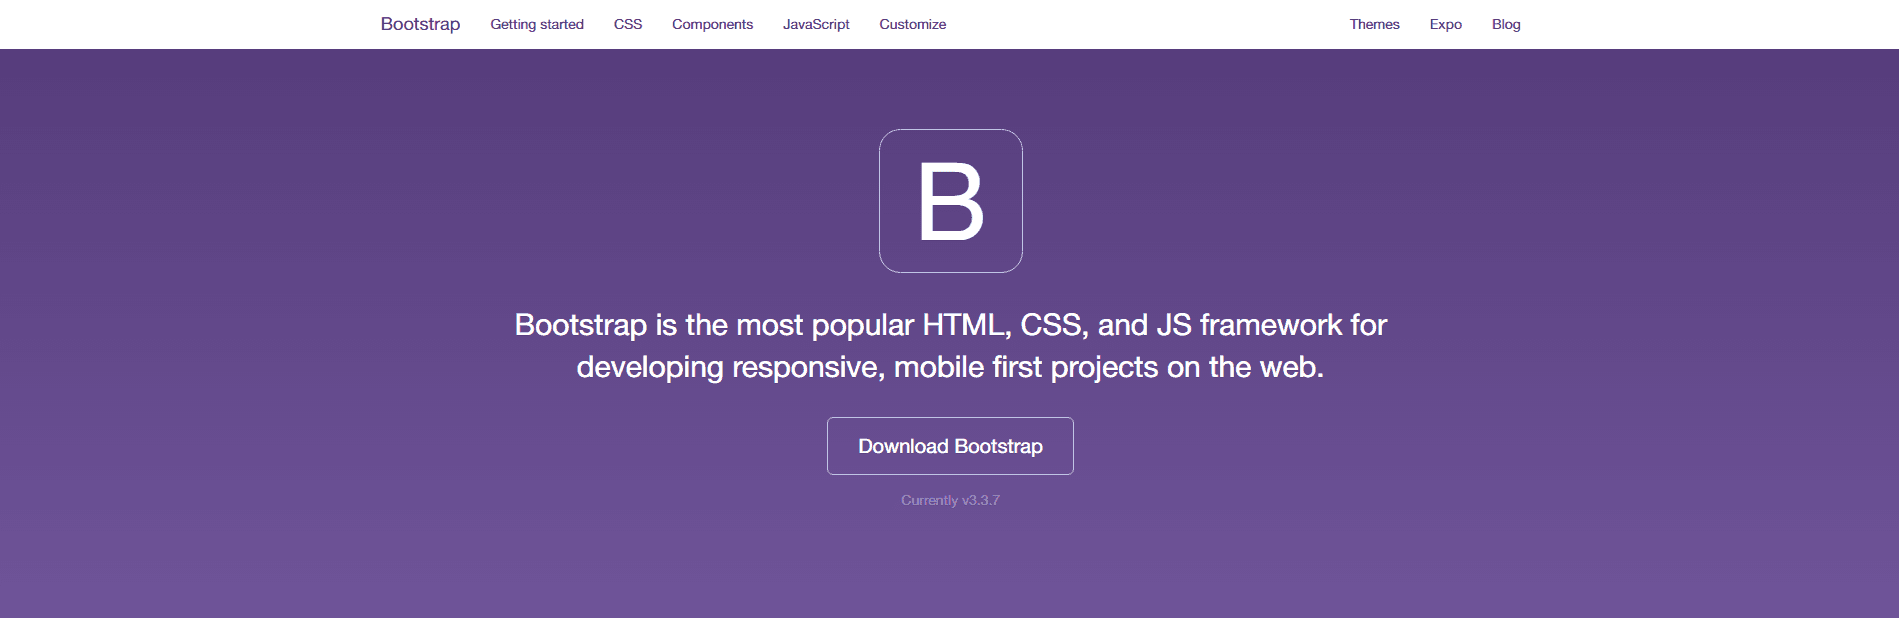 Bootstrap Getting started CSS Components JavaScript Customize Themes Expo Blog
B
Bootstrap is the most popular HTML, CSS, and JS framework for
developing responsive, mobile first projects on the web.
Download Bootstrap
Currently v3.3.7